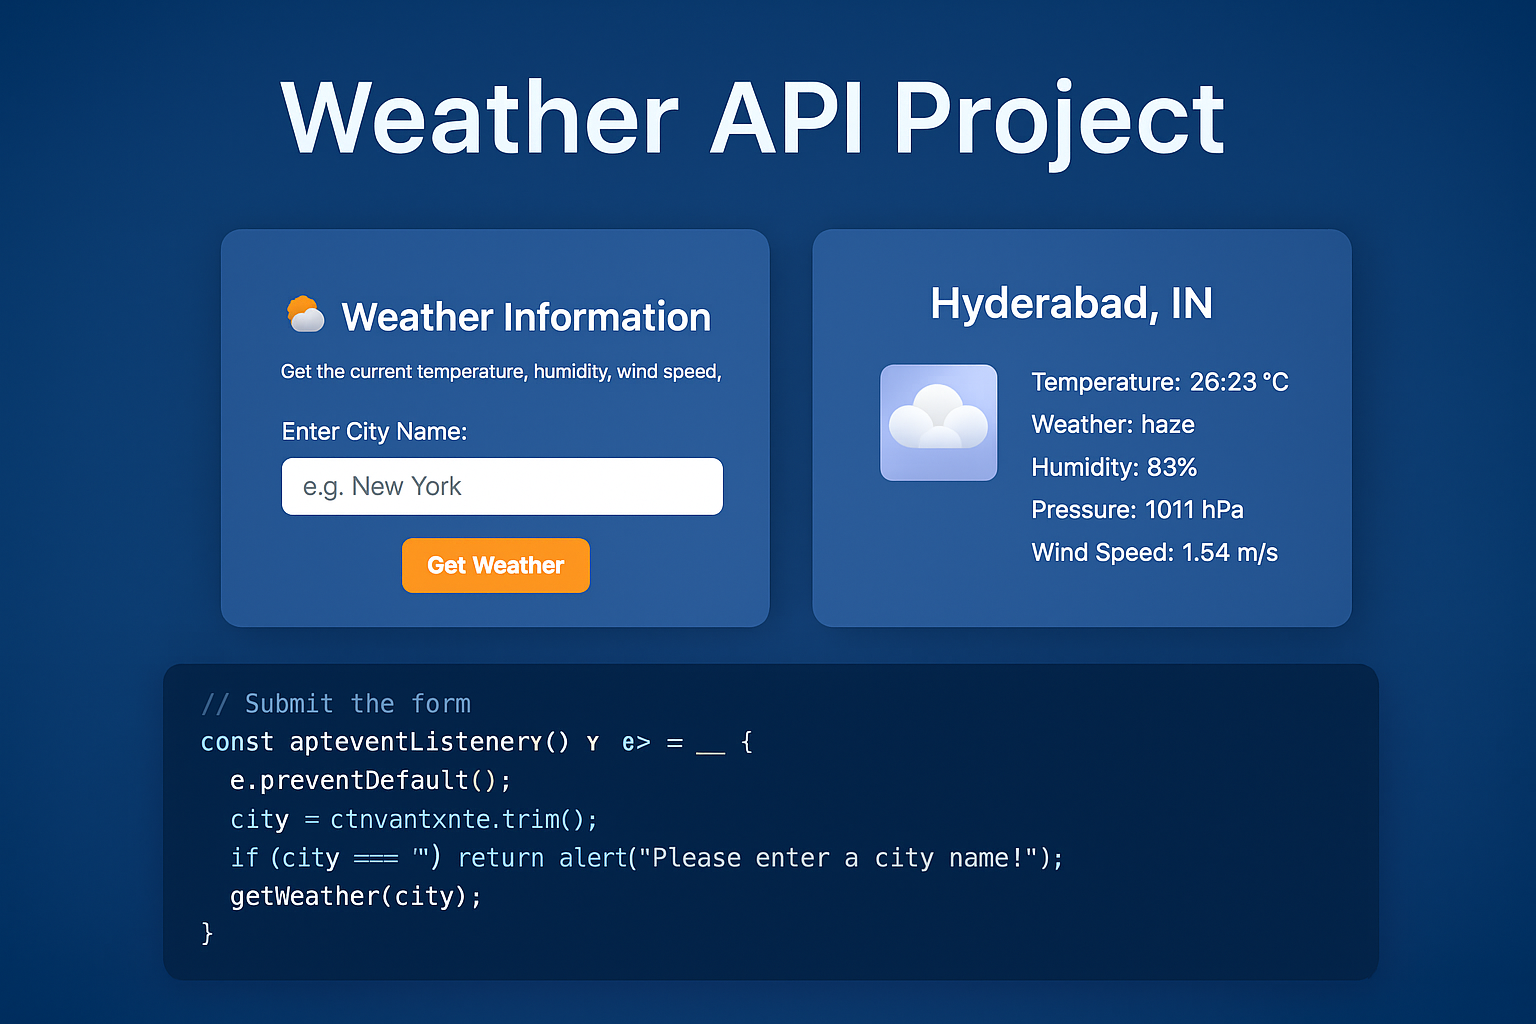 Weather API Project
Weather Information
Get the current temperature, humidity, wind speed,
Enter City Name:
e.g. New York
Get Weather
Hyderabad, IN
Temperature: 26:23 °C
Weather: haze
Humidity: 83%
Pressure: 1011 hPa
Wind Speed: 1.54 m/s
// Submit the form
const apteventListenerY() Y e> = __ {
e.preventDefault();
city = ctnvantxnte.trim();
if (city === '") return alert("Please enter a city name!");
getWeather(city);
}